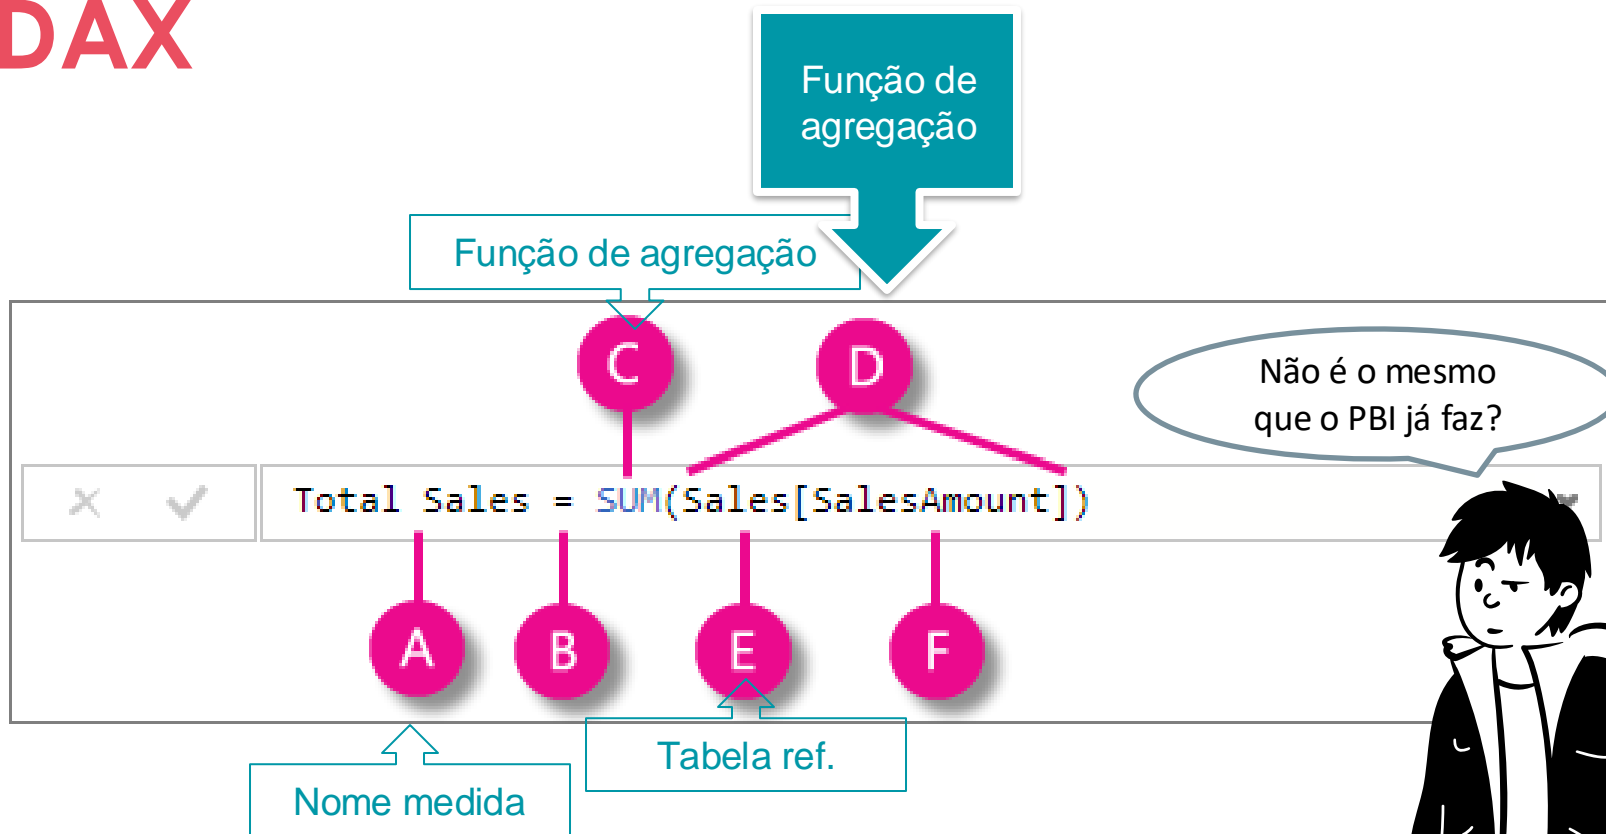 DAX
Função de
agregação
Função de agregação
C
D
Não é o mesmo
que o PBI já faz?
Total Sales = SUM(Sales[SalesAmount])
A
B
E
F
Tabela ref.
Nome medida